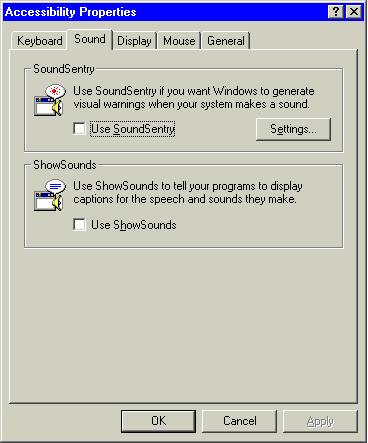 Accessibility Properties
Keyboard Sound Display Mouse General
SoundSentry
Use SoundSentry if you want Windows to generate
visual warnings when your system makes a sound.
Use SoundSentry Settings...
ShowSounds
Use ShowSounds to tell your programs to display
captions for the speech and sounds they make.
Use ShowSounds
OK Cancel Apply